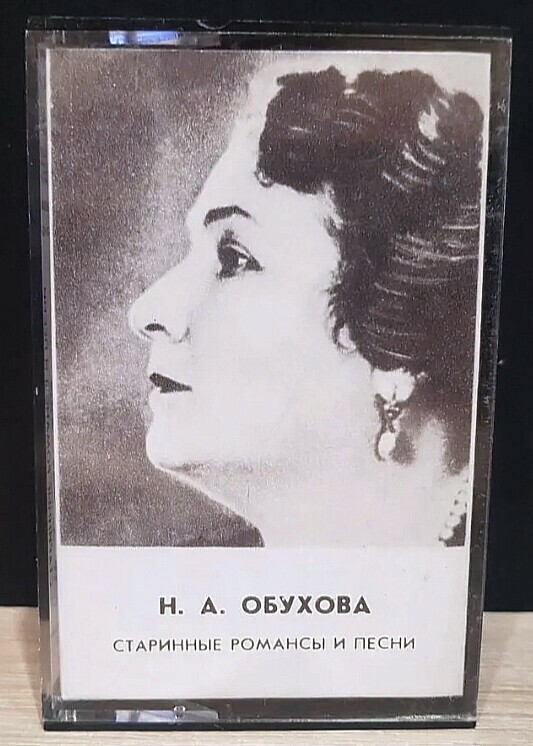 Н. А. ОБУХОВА
СТАРИННЫЕ РОМАНСЫ И ПЕСНИ